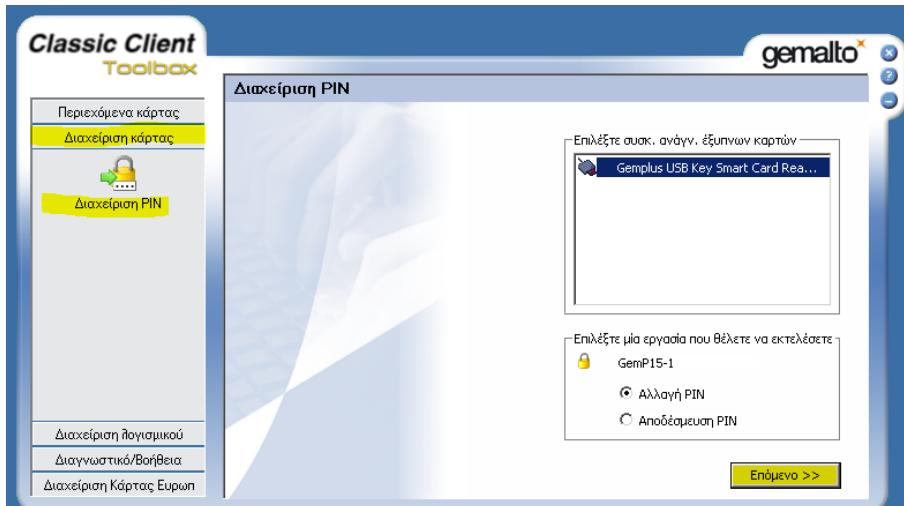 Classic Client
Toolbox
gemalto
Διαχείριση PIN
Περιεχόμενα κάρτας
Διαχείριση κάρτας
Διαχείριση PIN
Επιλέξτε συσκ. ανάγν. έξυπνων καρτών
Gemplus USB Key Smart Card Rea...
Επιλέξτε μία εργασία που θέλετε να εκτελέσετε
GemP15-1
Αλλαγή PIN
Αποδέσμευση PIN
Διαχείριση λογισμικού
Διαγνωστικό/Βοήθεια
Διαχείριση Κάρτας Ευρωπ
Επόμενο >>